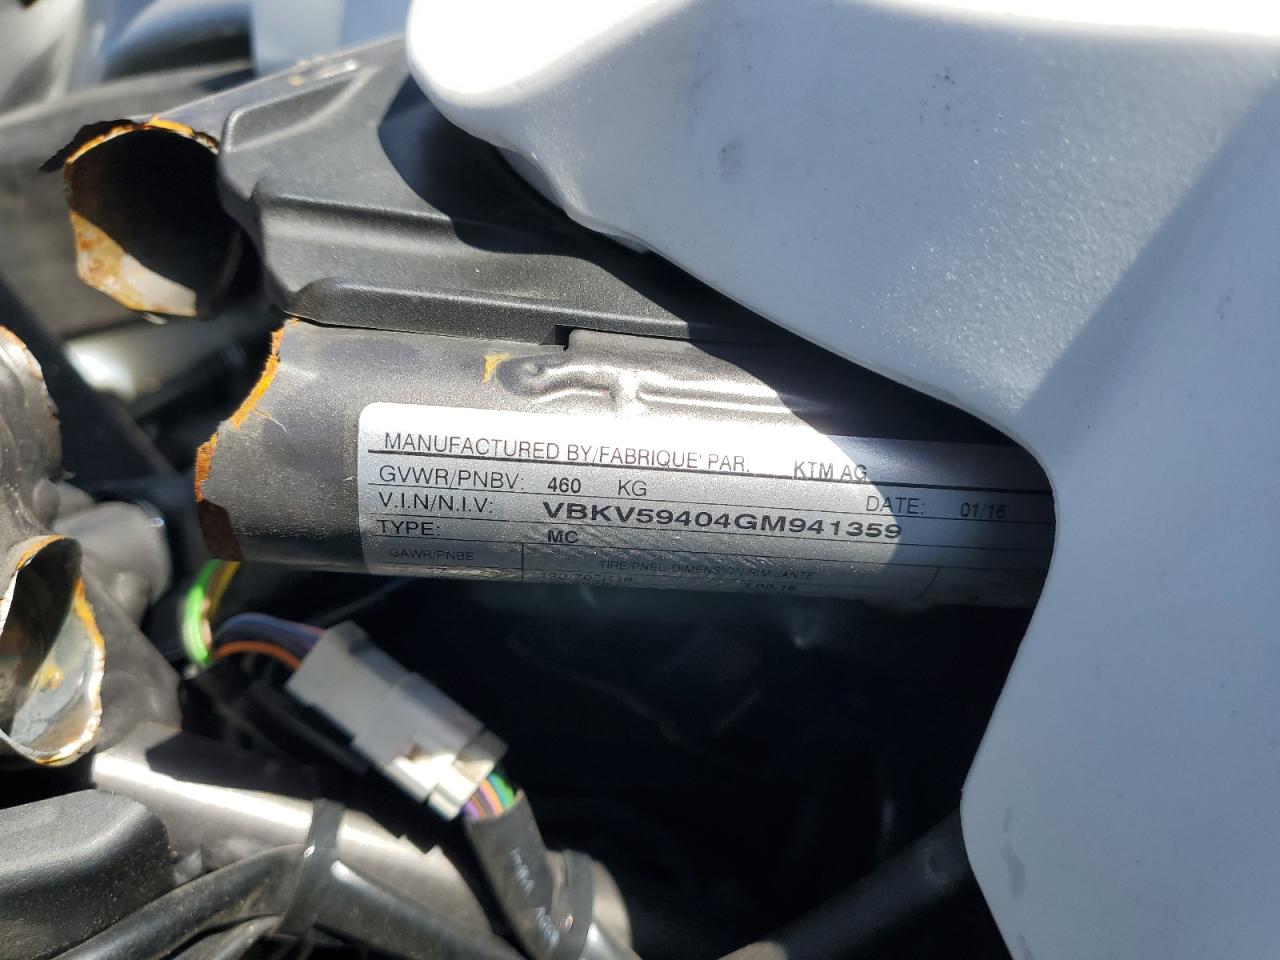 MANUFACTURED BY/FABRIQUE' PAR. KTM AG
GVWR/PNBV: 460 KG DATE: 01/16
V.I.N/N.I.V: VBKV59404GM941359
TYPE: MC
GAWR/PNBE TIRE/PNEU-DIMENSION-RIM-JANTE